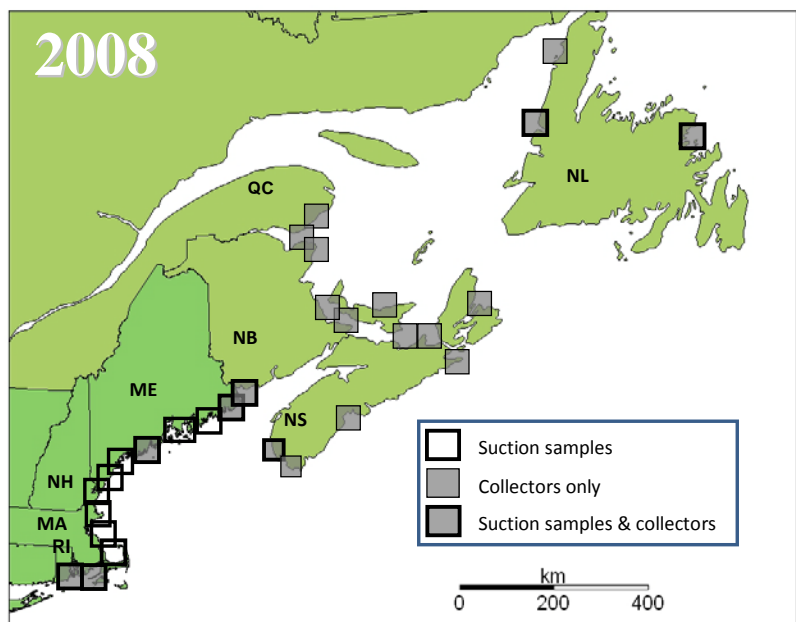 2008
QC
NL
NB
ME
NS
NH
MA
RI
Suction samples
Collectors only
Suction samples & collectors
km
0 200 400